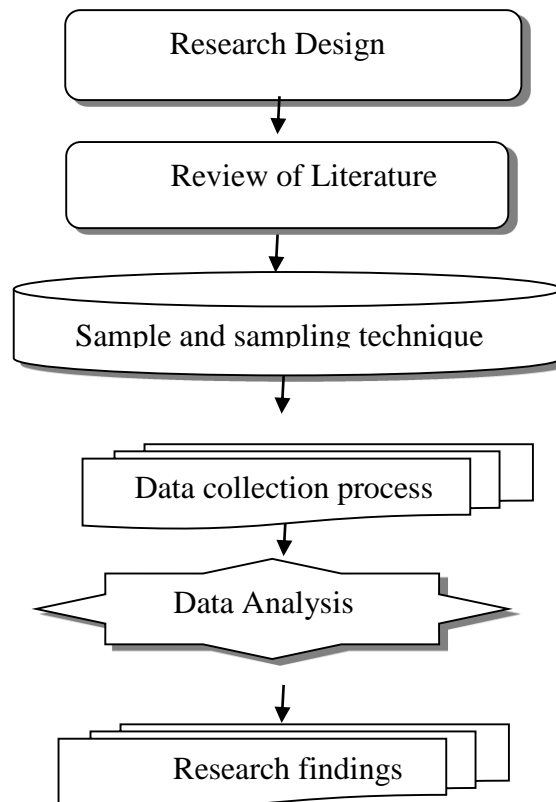 Research Design
Review of Literature
Sample and sampling technique
Data collection process
Data Analysis
Research findings